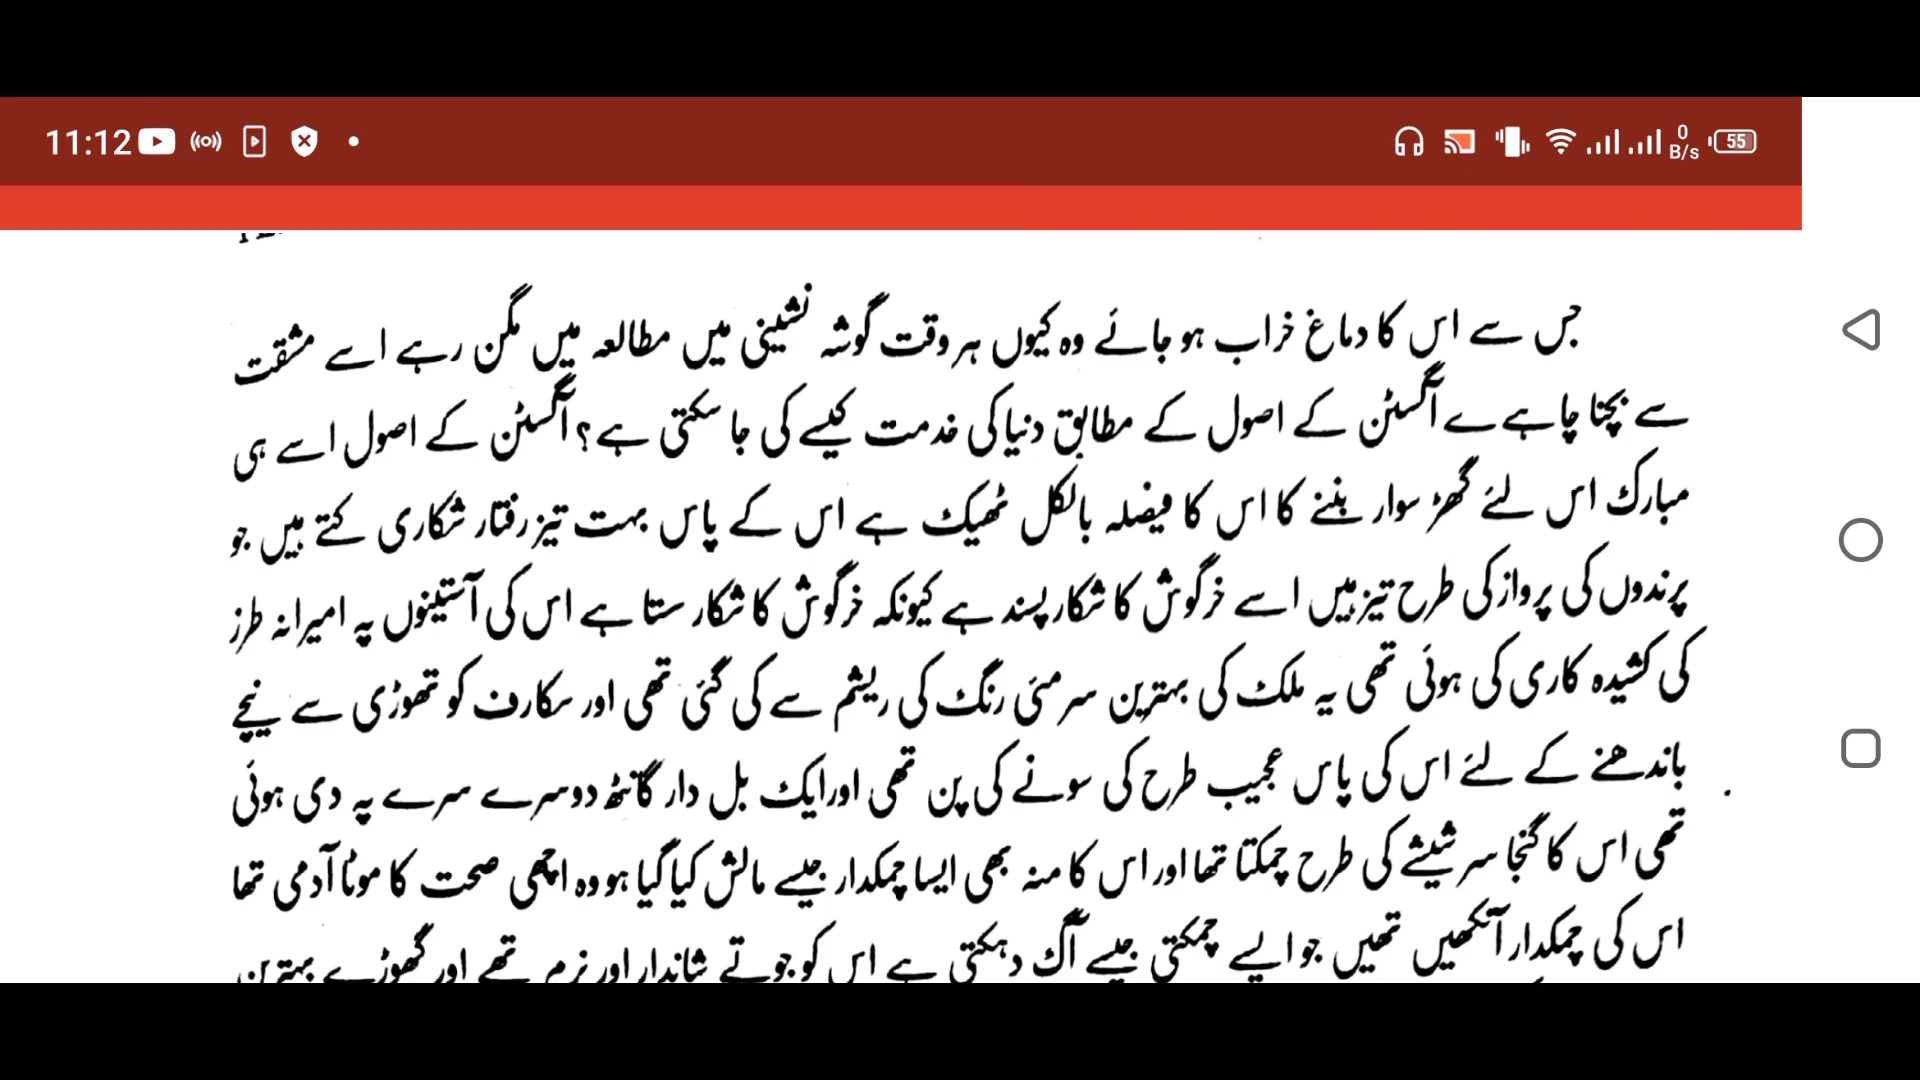 11:12
0
B/s
55
جس سے اس کا دماغ خراب ہو جائے وہ کیوں ہر وقت گوشہ نشینی میں مطالعہ میں مگن رہے اسے مشقت
سے بچنا چاہے ے آگسٹن کے اصول کے مطابق دنیا کی خدمت کیسے کی جا سکتی ہے؟ آگسٹن کے اصول اسے ہی
مبارک اس لئے گھڑ سوار بننے کا اس کا فیصلہ بالکل ٹھیک ہے اس کے پاس بہت تیز رفتار شکاری کتے ہیں جو
پرندوں کی پرواز کی طرح تیز ہیں اسے خرگوش کا شکار پسند ہے کیونکہ خرگوش کا شکار ستا ہے اس کی آستینوں پہ امیرانہ طرز
کی کشیدہ کاری کی ہوئی تھی یہ ملک کی بہترین سرمئی رنگ کی ریشم سے کی گئی تھی اور سکارف کو تھوڑی سے نیچے
باندھنے کے لئے اس کی پاس عجیب طرح کی سونے کی پن تھی اور ایک بل دار گانٹھ دوسرے سرے پہ دی ہوئی
تھی اس کا گنجا سر شیشے کی طرح چمکتا تھا اور اس کا منہ بھی ایسا چمکدار جیسے مالش کیا گیا ہو وہ اچھی صحت کا موٹا آدمی تھا
اس کی چمکدار آنکھیں تھیں جو ایسے چمکتی جیسے آگ دہکتی ہے اس کو جوتے شاندار اور نرم تھے اور گھوڑے بہترین